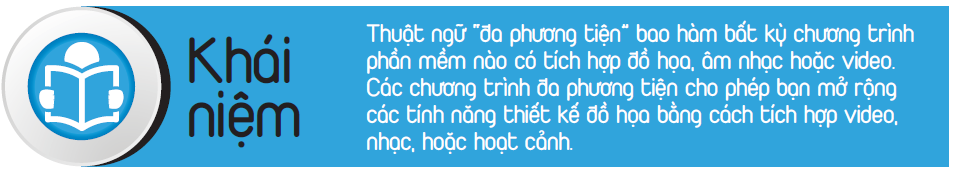 Khái
niệm
Thuật ngữ "đa phương tiện" bao hàm bất kỳ chương trình
phần mềm nào có tích hợp đồ họa, âm nhạc hoặc video.
Các chương trình đa phương tiện cho phép bạn mở rộng
các tính năng thiết kế đồ họa bằng cách tích hợp video,
nhạc, hoặc hoạt cảnh.